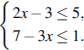 2x − 3 ≤ 5,
7 − 3x ≤ 1.